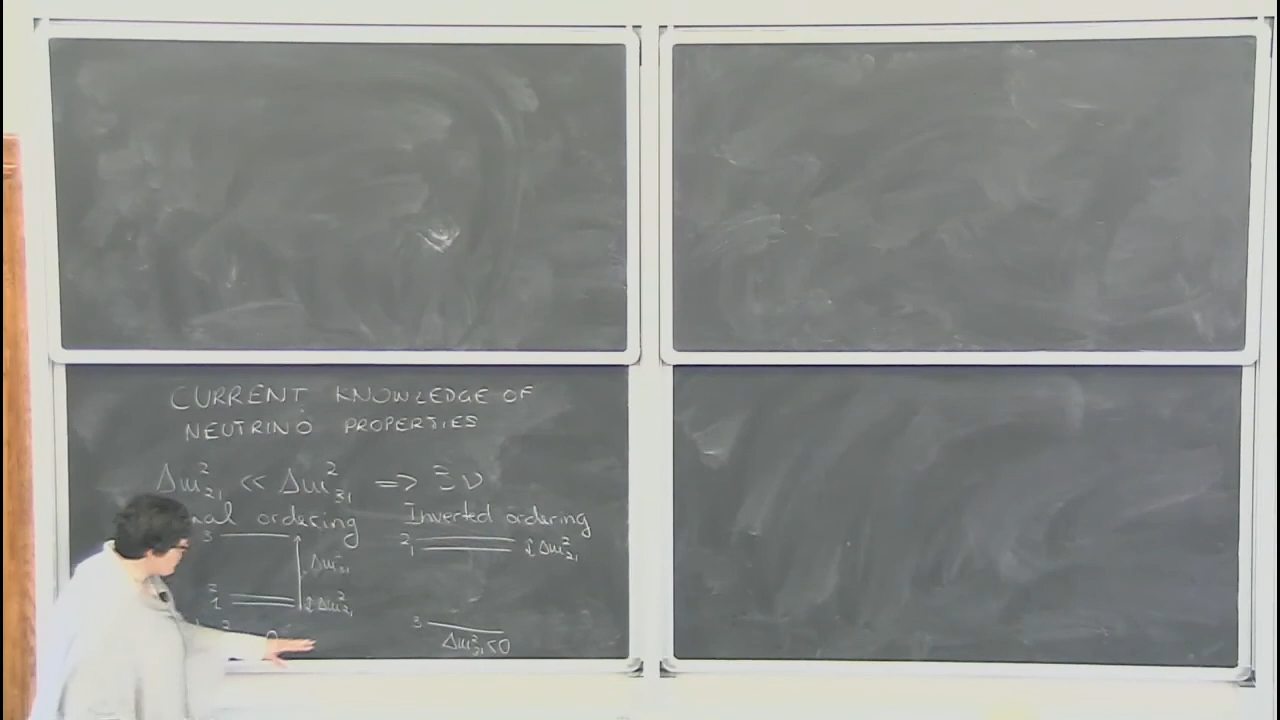 CURRENT KNOWLEDGE OF
NEUTRINO PROPERTIES
Δm²₂₁ << Δm²₃₁ => 3ν
ordering
3
Δm²₃₁
2
1
↕Δm²₂₁
Inverted ordering
2
1
↕Δm²₂₁
3
Δm²₃₁<0